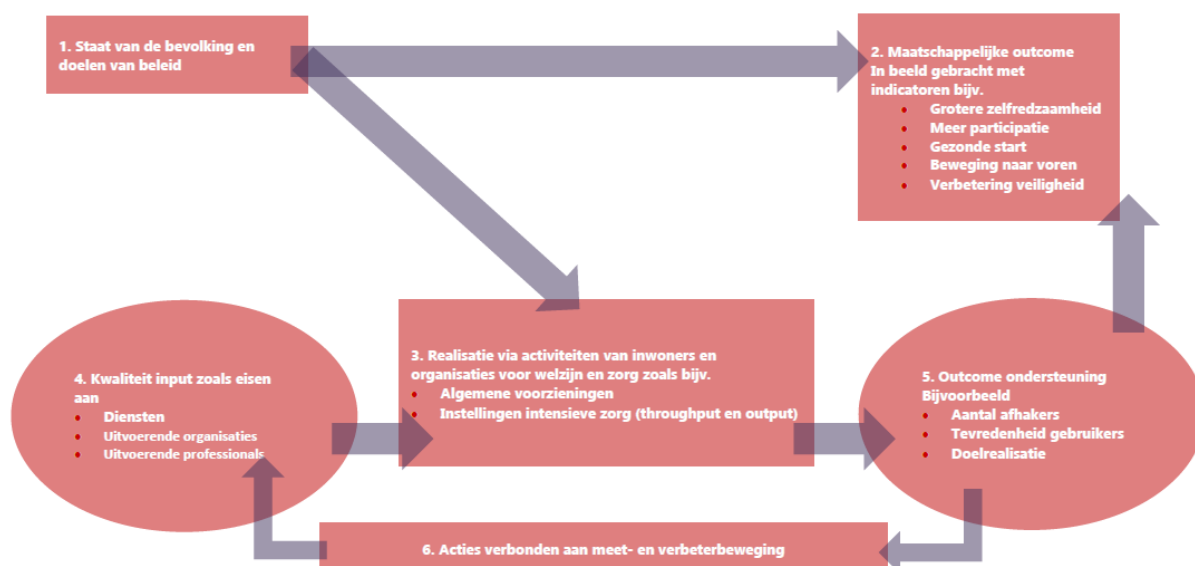 1. Staat van de bevolking en
doelen van beleid
2. Maatschappelijke outcome
In beeld gebracht met
indicatoren bijv.
• Grotere zelfredzaamheid
• Meer participatie
• Gezonde start
• Beweging naar voren
• Verbetering veiligheid
3. Realisatie via activiteiten van inwoners en
organisaties voor welzijn en zorg zoals bijv.
• Algemene voorzieningen
• Instellingen intensieve zorg (throughput en output)
4. Kwaliteit input zoals eisen
aan
• Diensten
• Uitvoerende organisaties
• Uitvoerende professionals
5. Outcome ondersteuning
Bijvoorbeeld
• Aantal afhakers
• Tevredenheid gebruikers
• Doelrealisatie
6. Acties verbonden aan meet- en verbeterbeweging